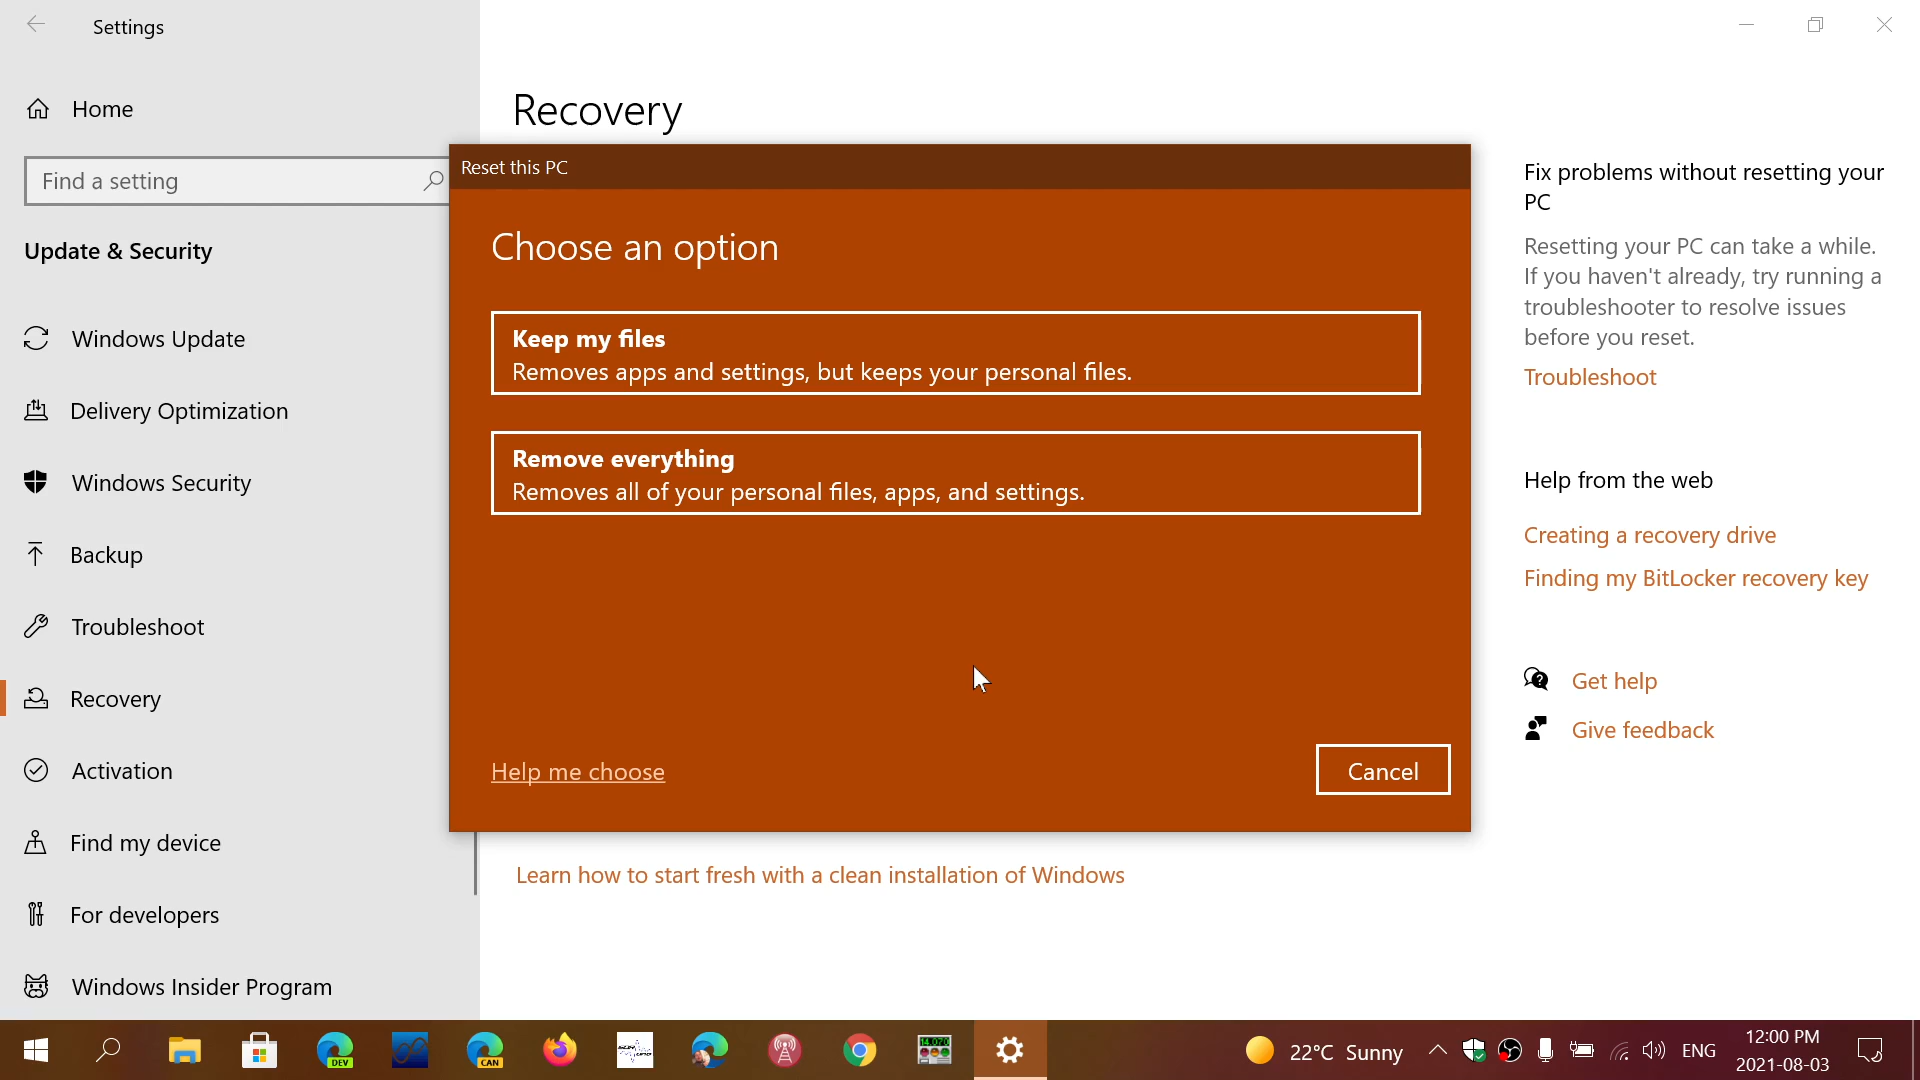 Settings
Home
Find a setting
Update & Security
Windows Update
Delivery Optimization
Windows Security
Backup
Troubleshoot
Recovery
Activation
Find my device
For developers
Windows Insider Program
Recovery
Reset this PC
Choose an option
Keep my files
Removes apps and settings, but keeps your personal files.
Remove everything
Removes all of your personal files, apps, and settings.
Help me choose
Cancel
Learn how to start fresh with a clean installation of Windows
Fix problems without resetting your
PC
Resetting your PC can take a while.
If you haven't already, try running a
troubleshooter to resolve issues
before you reset.
Troubleshoot
Help from the web
Creating a recovery drive
Finding my BitLocker recovery key
Get help
Give feedback
DEV
CAN
14.070
22°C Sunny
ENG
12:00 PM
2021-08-03